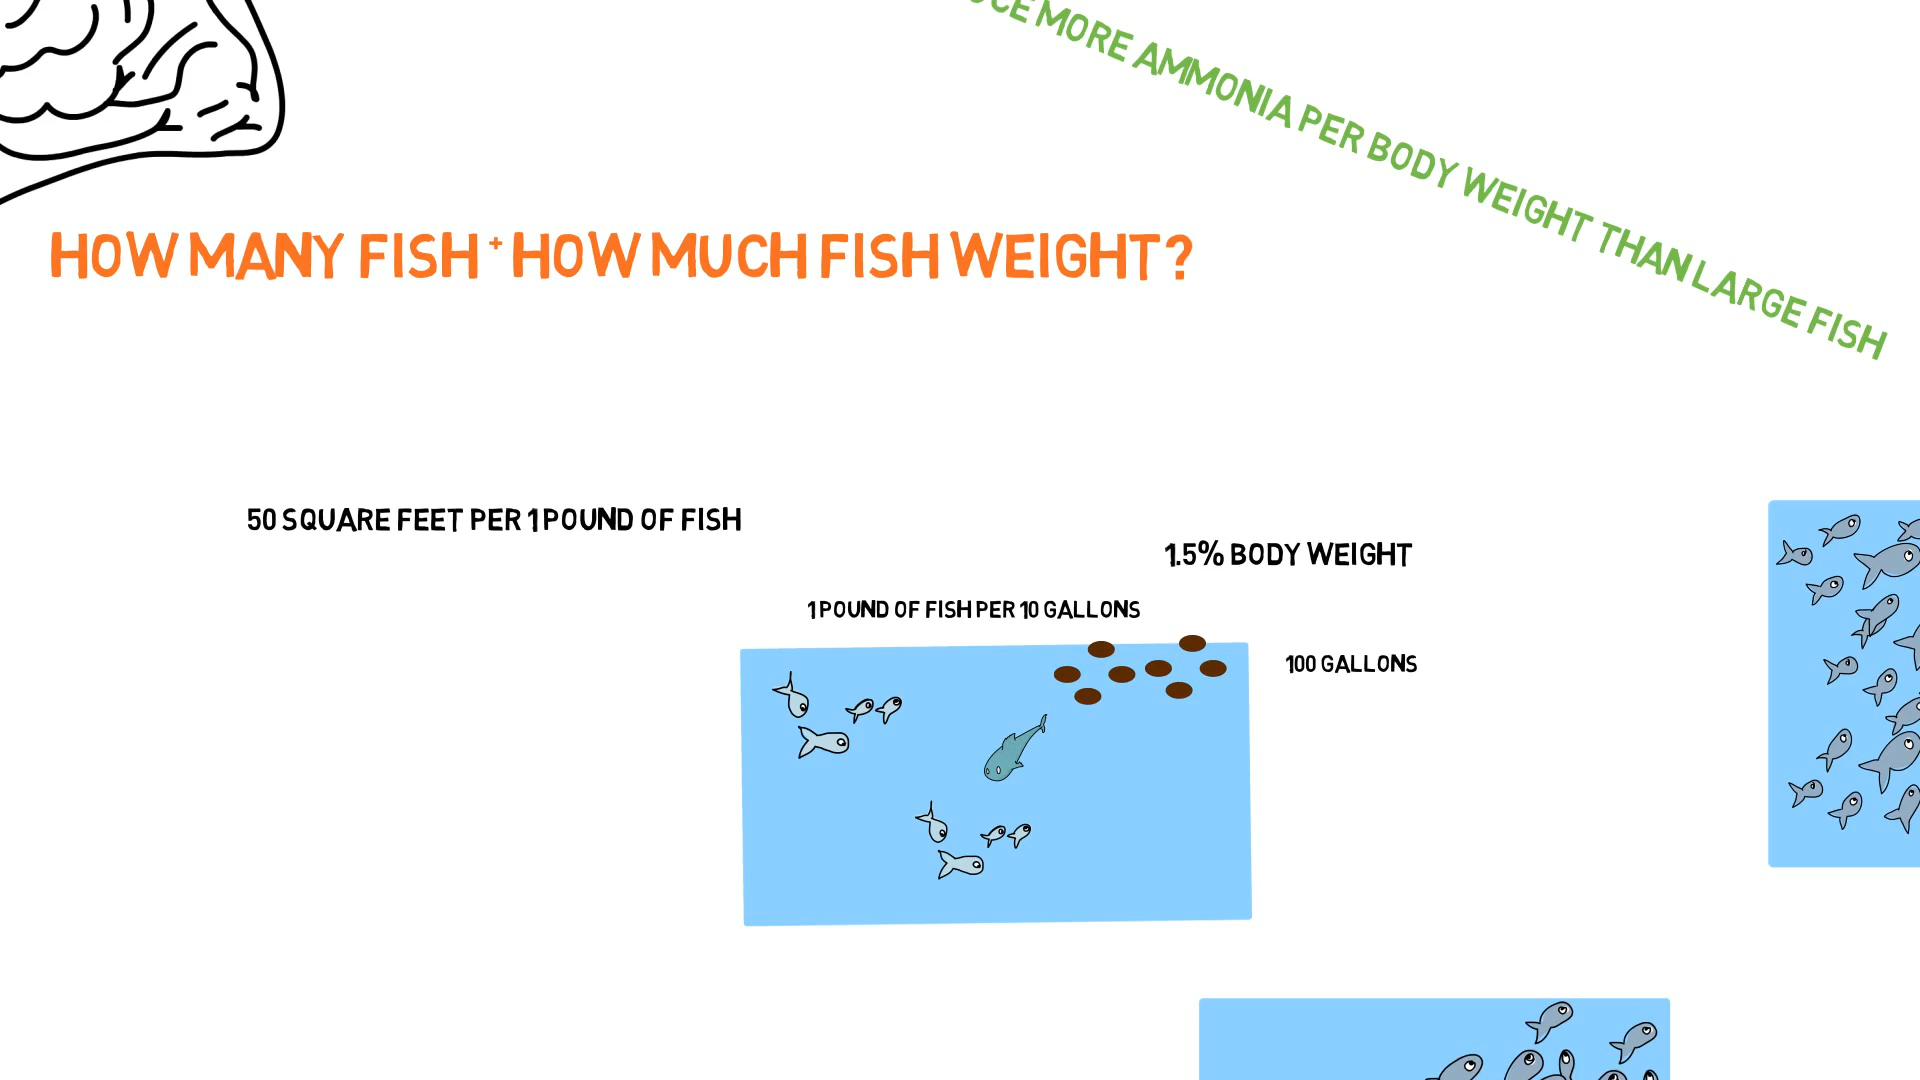 MORE AMMONIA PER BODY WEIGHT THAN LARGE FISH
HOW MANY FISH + HOW MUCH FISH WEIGHT?
50 SQUARE FEET PER 1 POUND OF FISH
1.5% BODY WEIGHT
1 POUND OF FISH PER 10 GALLONS
100 GALLONS